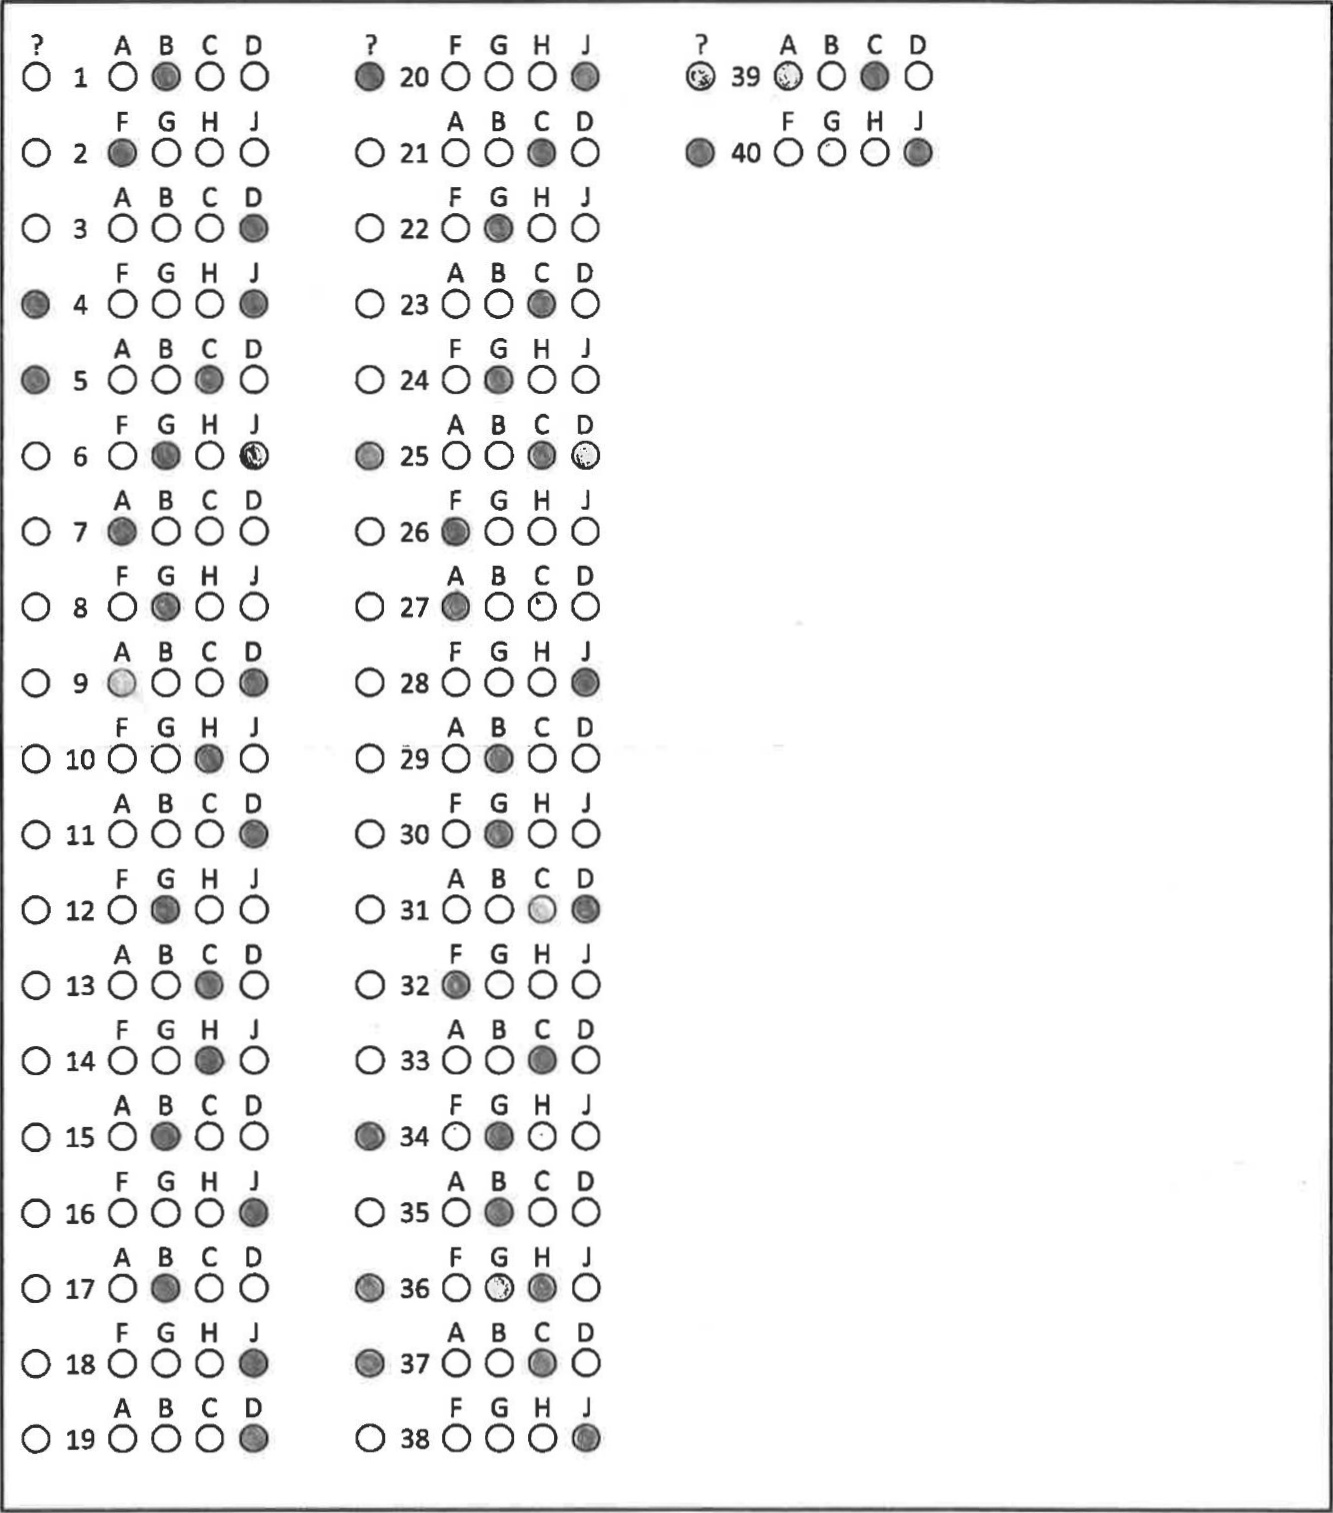 ? A B C D
1
F G H J
2
A B C D
3
F G H J
4
A B C D
5
F G H J
6
A B C D
7
F G H J
8
A B C D
9
F G H J
10
A B C D
11
F G H J
12
A B C D
13
F G H J
14
A B C D
15
F G H J
16
A B C D
17
F G H J
18
A B C D
19
? F G H J
20
A B C D
21
F G H J
22
A B C D
23
F G H J
24
A B C D
25
F G H J
26
A B C D
27
F G H J
28
A B C D
29
F G H J
30
A B C D
31
F G H J
32
A B C D
33
F G H J
34
A B C D
35
F G H J
36
A B C D
37
F G H J
38
? A B C D
39
F G H J
40